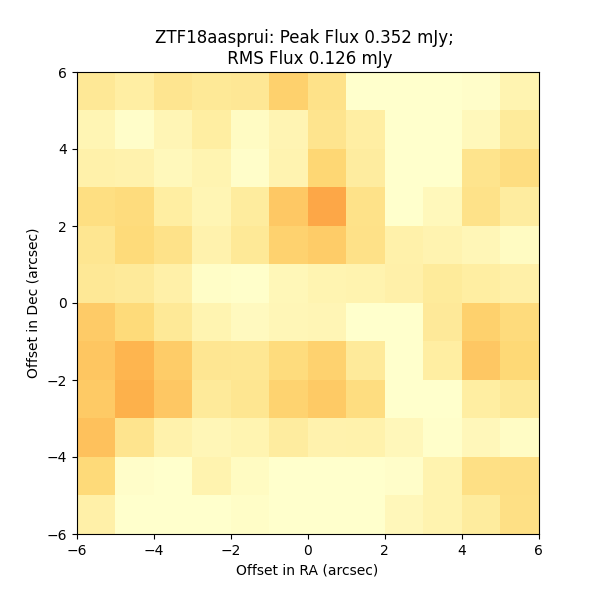 ZTF18aasprui: Peak Flux 0.352 mJy;
RMS Flux 0.126 mJy
6
4
2
0
−2
−4
−6
Offset in Dec (arcsec)
−6 −4 −2 0 2 4 6
Offset in RA (arcsec)